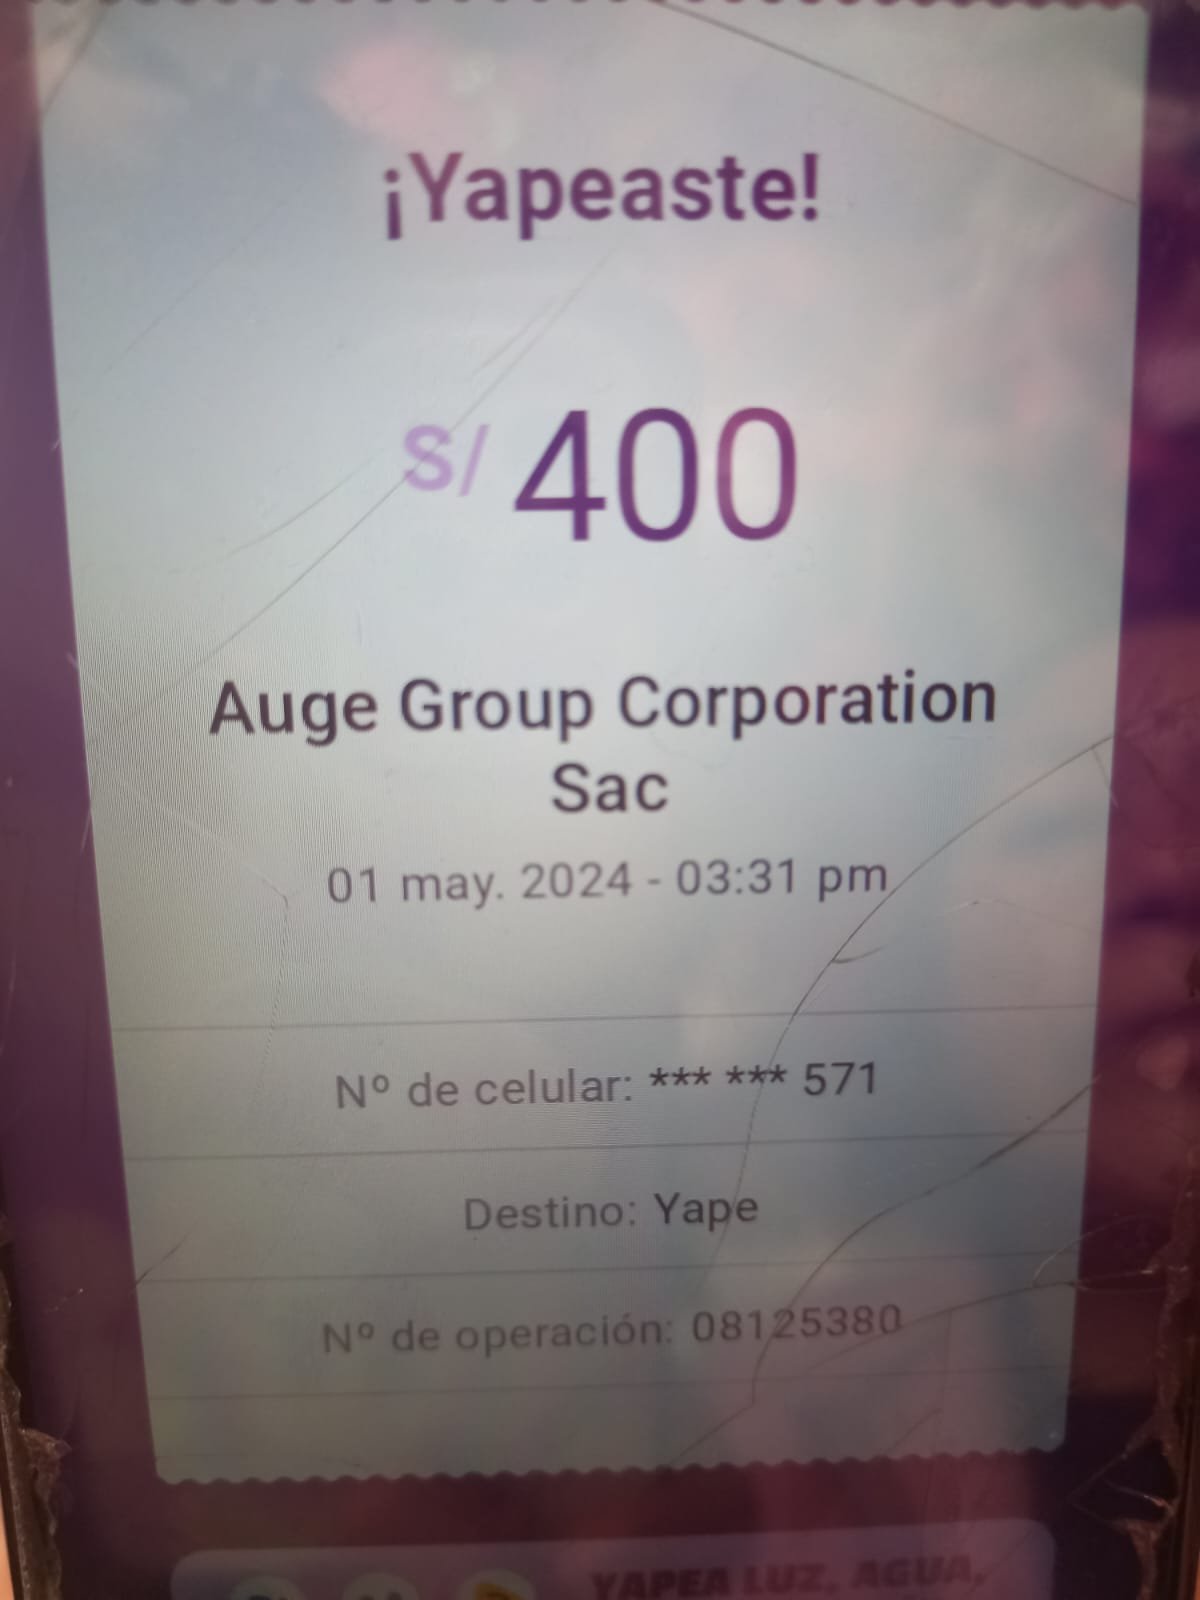 ¡Yapeaste!
S/ 400
Auge Group Corporation
Sac
01 may. 2024 - 03:31 pm
Nº de celular: *** *** 571
Destino: Yape
Nº de operación: 08125380
YAPEA LUZ, AGUA,